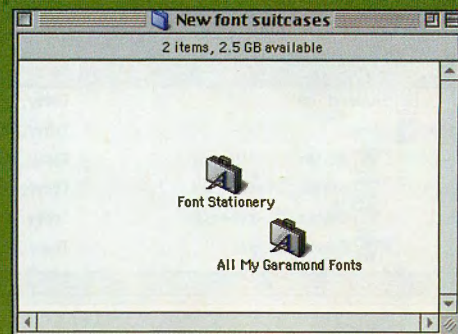 New font suitcases
2 items, 2.5 GB available
Font Stationery
All My Garamond Fonts